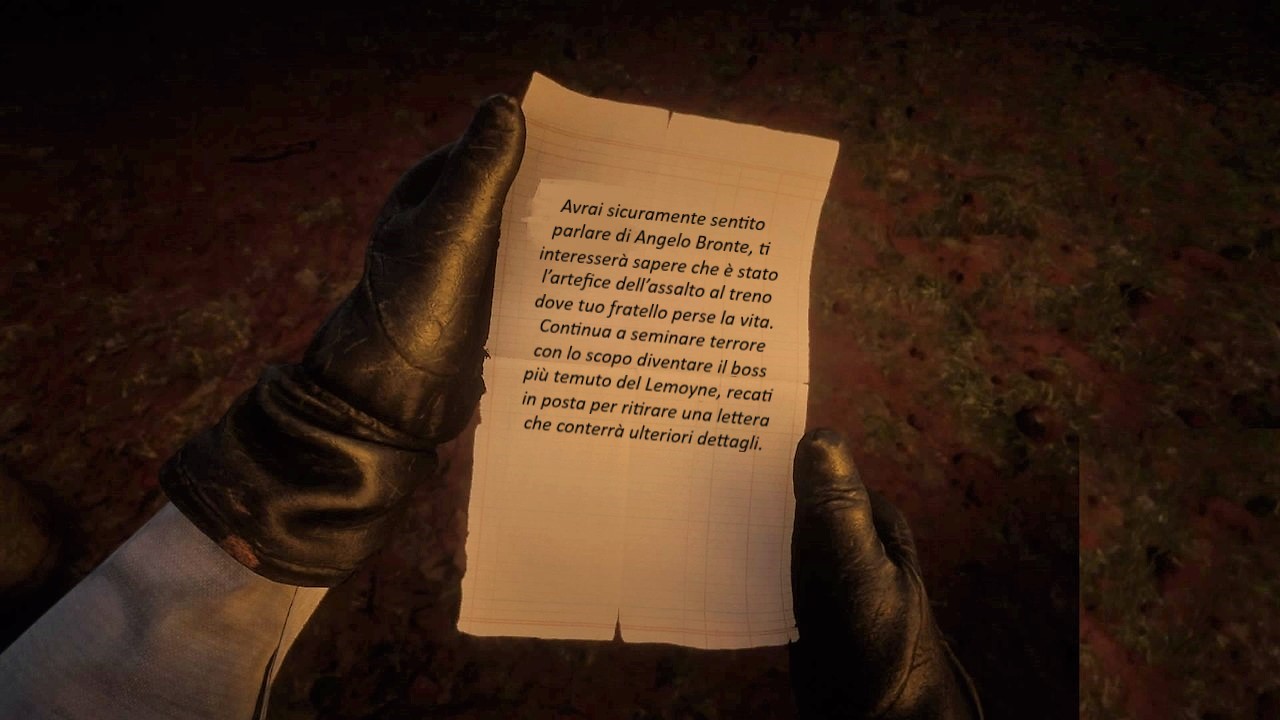 Avrai sicuramente sentito
parlare di Angelo Bronte, ti
interesserà sapere che è stato
l'artefice dell'assalto al treno
dove tuo fratello perse la vita.
Continua a seminare terrore
con lo scopo diventare il boss
più temuto del Lemoyne, recati
in posta per ritirare una lettera
che conterrà ulteriori dettagli.